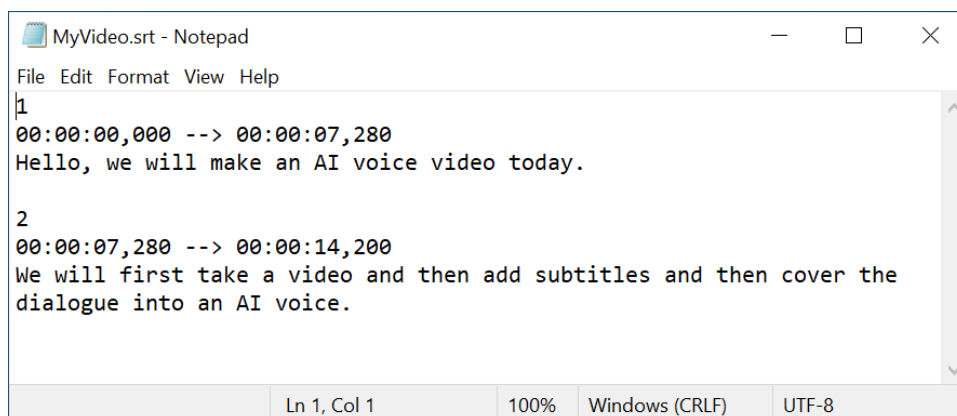 MyVideo.srt - Notepad
File Edit Format View Help
1
00:00:00,000 --> 00:00:07,280
Hello, we will make an AI voice video today.

2
00:00:07,280 --> 00:00:14,200
We will first take a video and then add subtitles and then cover the
dialogue into an AI voice.
Ln 1, Col 1 100% Windows (CRLF) UTF-8